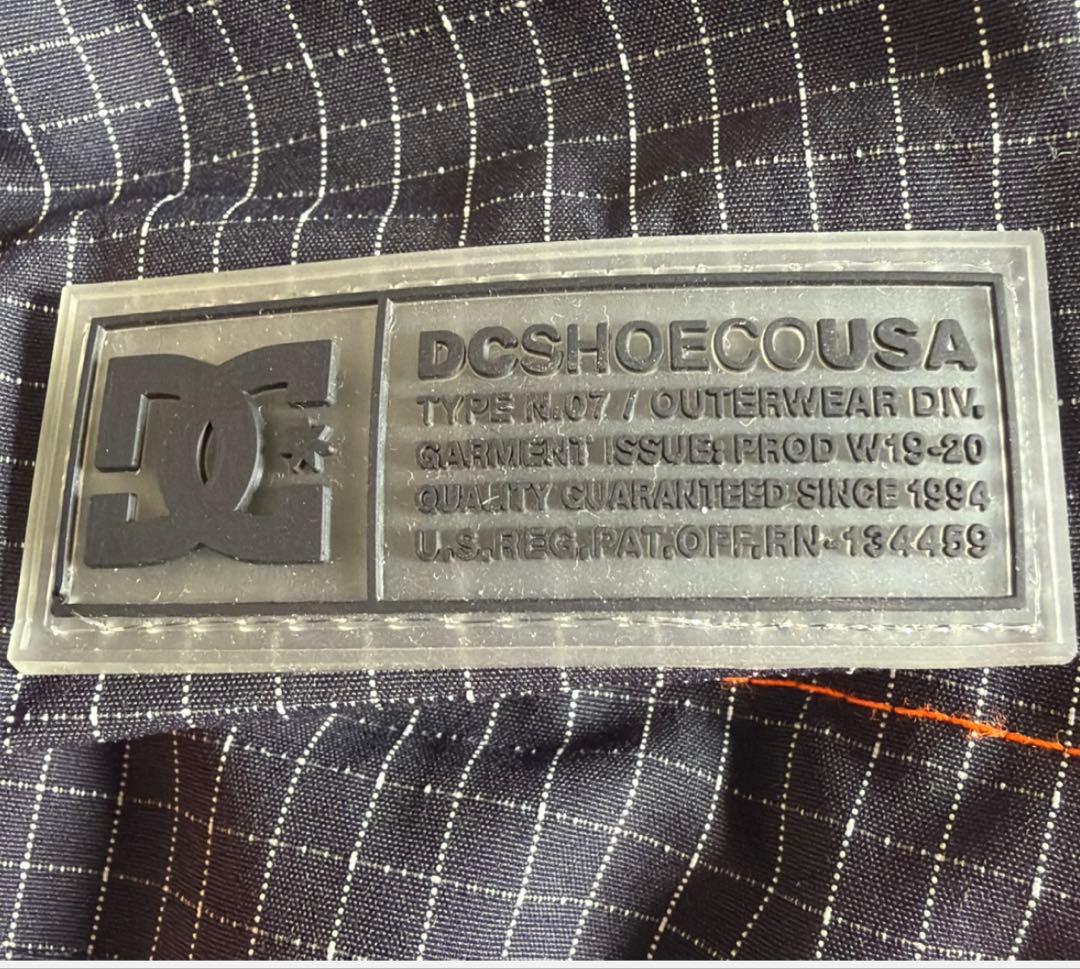 DC
DCSHOECOUSA
TYPE N.07 / OUTERWEAR DIV.
GARMENT ISSUE: PROD W19-20
QUALITY GUARANTEED SINCE 1994
U.S.REG.PAT.OFF.RN-134459